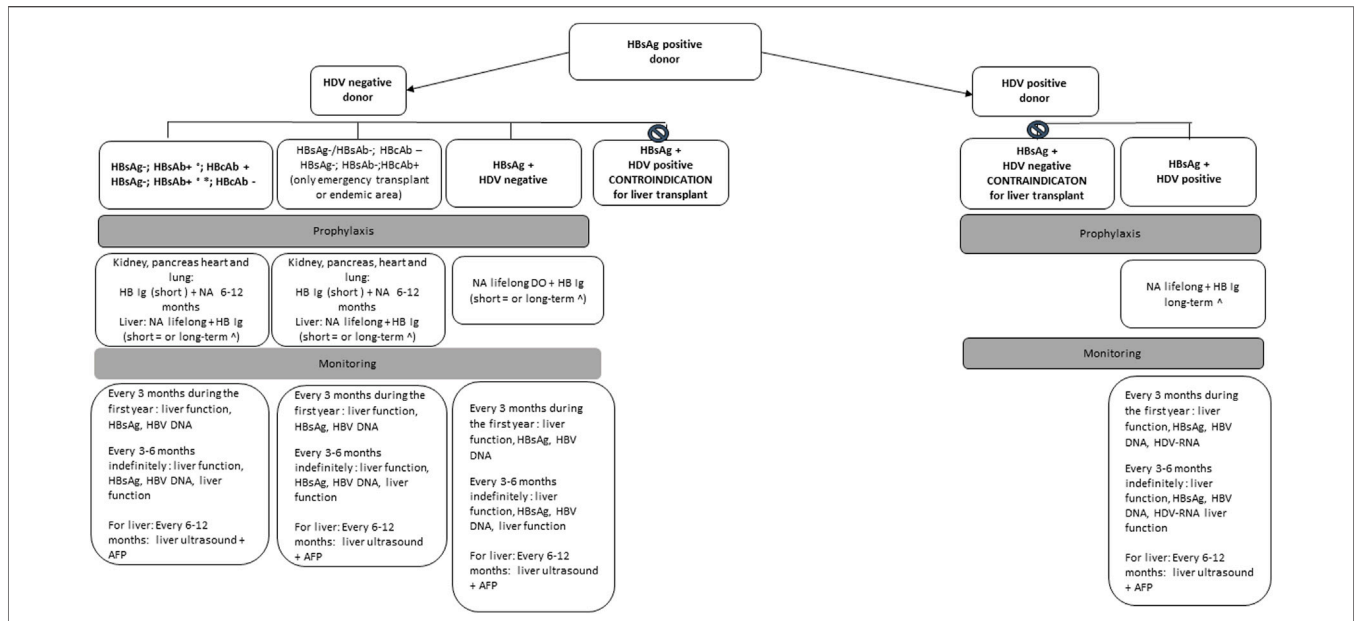 HBsAg positive
donor
HDV negative
donor
HDV positive
donor
HBsAg-; HBsAb+ °; HBcAb +
HBsAg-; HBsAb+ ° *; HBcAb -
HBsAg-/HBsAb-; HBcAb –
HBsAg-; HBsAb-;HBcAb+
(only emergency transplant
or endemic area)
HBsAg +
HDV negative
HBsAg +
HDV positive
CONTROINDICATION
for liver transplant
HBsAg +
HDV negative
CONTRAINDICATON
for liver transplant
HBsAg +
HDV positive
Prophylaxis
Prophylaxis
Kidney, pancreas heart and
lung:
HB Ig (short ) + NA 6-12
months
Liver: NA lifelong + HB Ig
(short = or long-term ^)
Kidney, pancreas, heart and
lung:
HB Ig (short ) + NA 6-12
months
Liver: NA lifelong + HB Ig
(short = or long-term ^)
NA lifelong DO + HB Ig
(short = or long-term ^)
NA lifelong + HB Ig
long-term ^
Monitoring
Monitoring
Every 3 months during the
first year : liver function,
HBsAg, HBV DNA
Every 3-6 months
indefinitely : liver function,
HBsAg, HBV DNA, liver
function
For liver: Every 6-12
months: liver ultrasound +
AFP
Every 3 months during the
first year : liver function,
HBsAg, HBV DNA
Every 3-6 months
indefinitely : liver function,
HBsAg, HBV DNA, liver
function
For liver: Every 6-12
months: liver ultrasound
+ AFP
Every 3 months during
the first year : liver
function, HBsAg, HBV
DNA
Every 3-6 months
indefinitely : liver
function, HBsAg, HBV
DNA, liver function
For liver: Every 6-12
months: liver ultrasound
+ AFP
Every 3 months during
the first year : liver
function, HBsAg, HBV
DNA, HDV-RNA
Every 3-6 months
indefinitely : liver
function, HBsAg, HBV
DNA, HDV-RNA liver
function
For liver: Every 6-12
months: liver ultrasound
+ AFP